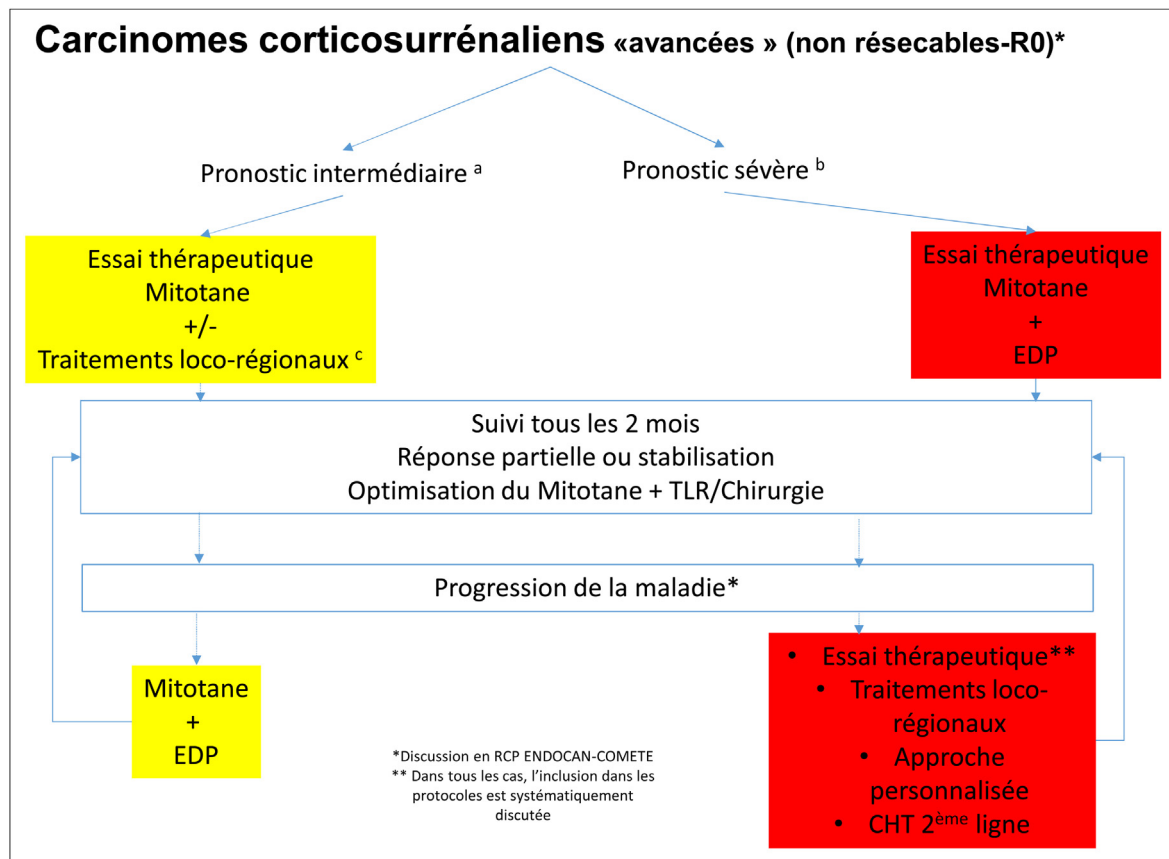 Carcinomes corticosurrénaliens «avancées » (non résecables-R0)*
Pronostic intermédiaire a
Pronostic sévère b
Essai thérapeutique
Mitotane
+/-
Traitements loco-régionaux c
Essai thérapeutique
Mitotane
+
EDP
Suivi tous les 2 mois
Réponse partielle ou stabilisation
Optimisation du Mitotane + TLR/Chirurgie
Progression de la maladie*
Mitotane
+
EDP
• Essai thérapeutique**
• Traitements loco-
régionaux
• Approche
personnalisée
• CHT 2ème ligne
*Discussion en RCP ENDOCAN-COMETE
** Dans tous les cas, l’inclusion dans les
protocoles est systématiquement
discutée